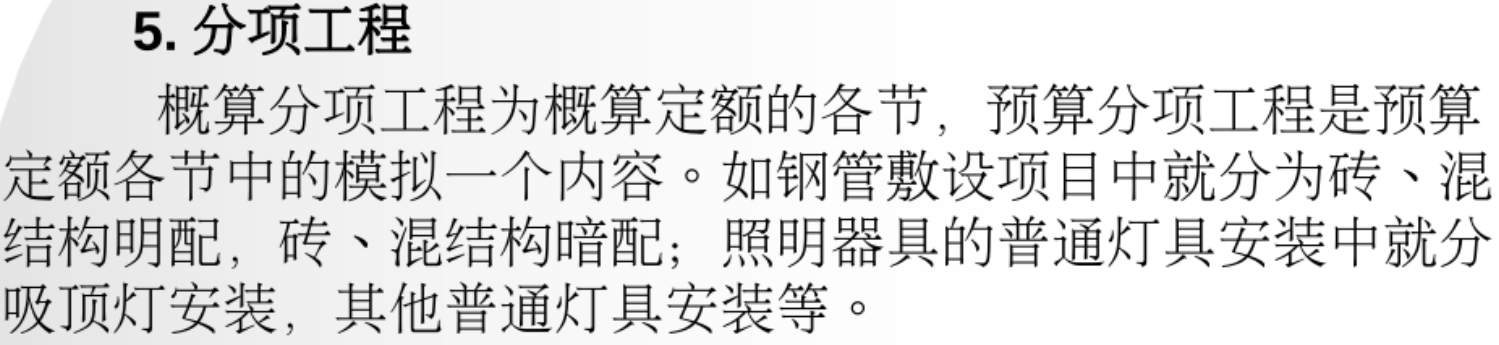 5. 分项工程
概算分项工程为概算定额的各节，预算分项工程是预算
定额各节中的模拟一个内容。如钢管敷设项目中就分为砖、混
结构明配，砖、混结构暗配；照明器具的普通灯具安装中就分
吸顶灯安装，其他普通灯具安装等。